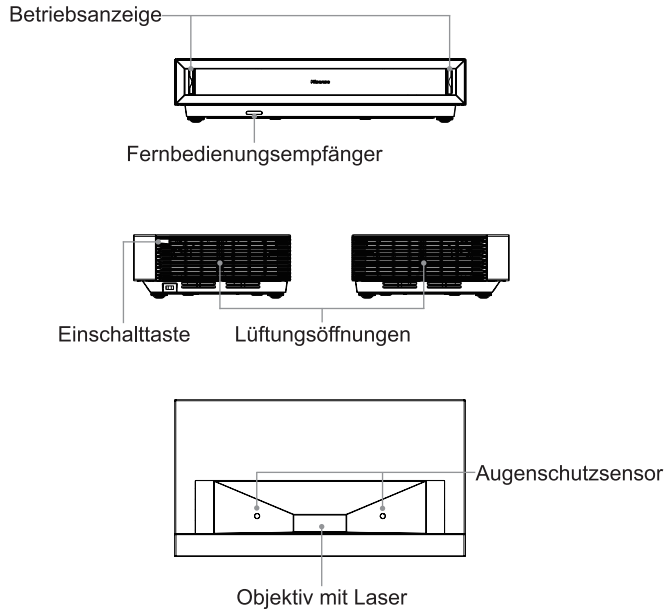 Betriebsanzeige
Hisense
Fernbedienungsempfänger
Einschalttaste
Lüftungsöffnungen
Augenschutzsensor
Objektiv mit Laser